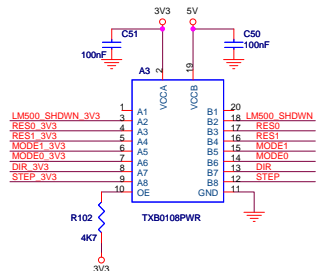 3V3 5V
C51 C50
100nF 100nF
A3
2 19
VCCA VCCB
1 A1 B1 20
LM500_SHDWN_3V3 3 A2 B2 18 LM500_SHDWN
RES0_3V3 4 A3 B3 17 RES0
RES1_3V3 5 A4 B4 16 RES1
MODE1_3V3 6 A5 B5 15 MODE1
MODE0_3V3 7 A6 B6 14 MODE0
DIR_3V3 8 A7 B7 13 DIR
STEP_3V3 9 A8 B8 12 STEP
10 OE GND 11
R102 TXB0108PWR
4K7
3V3